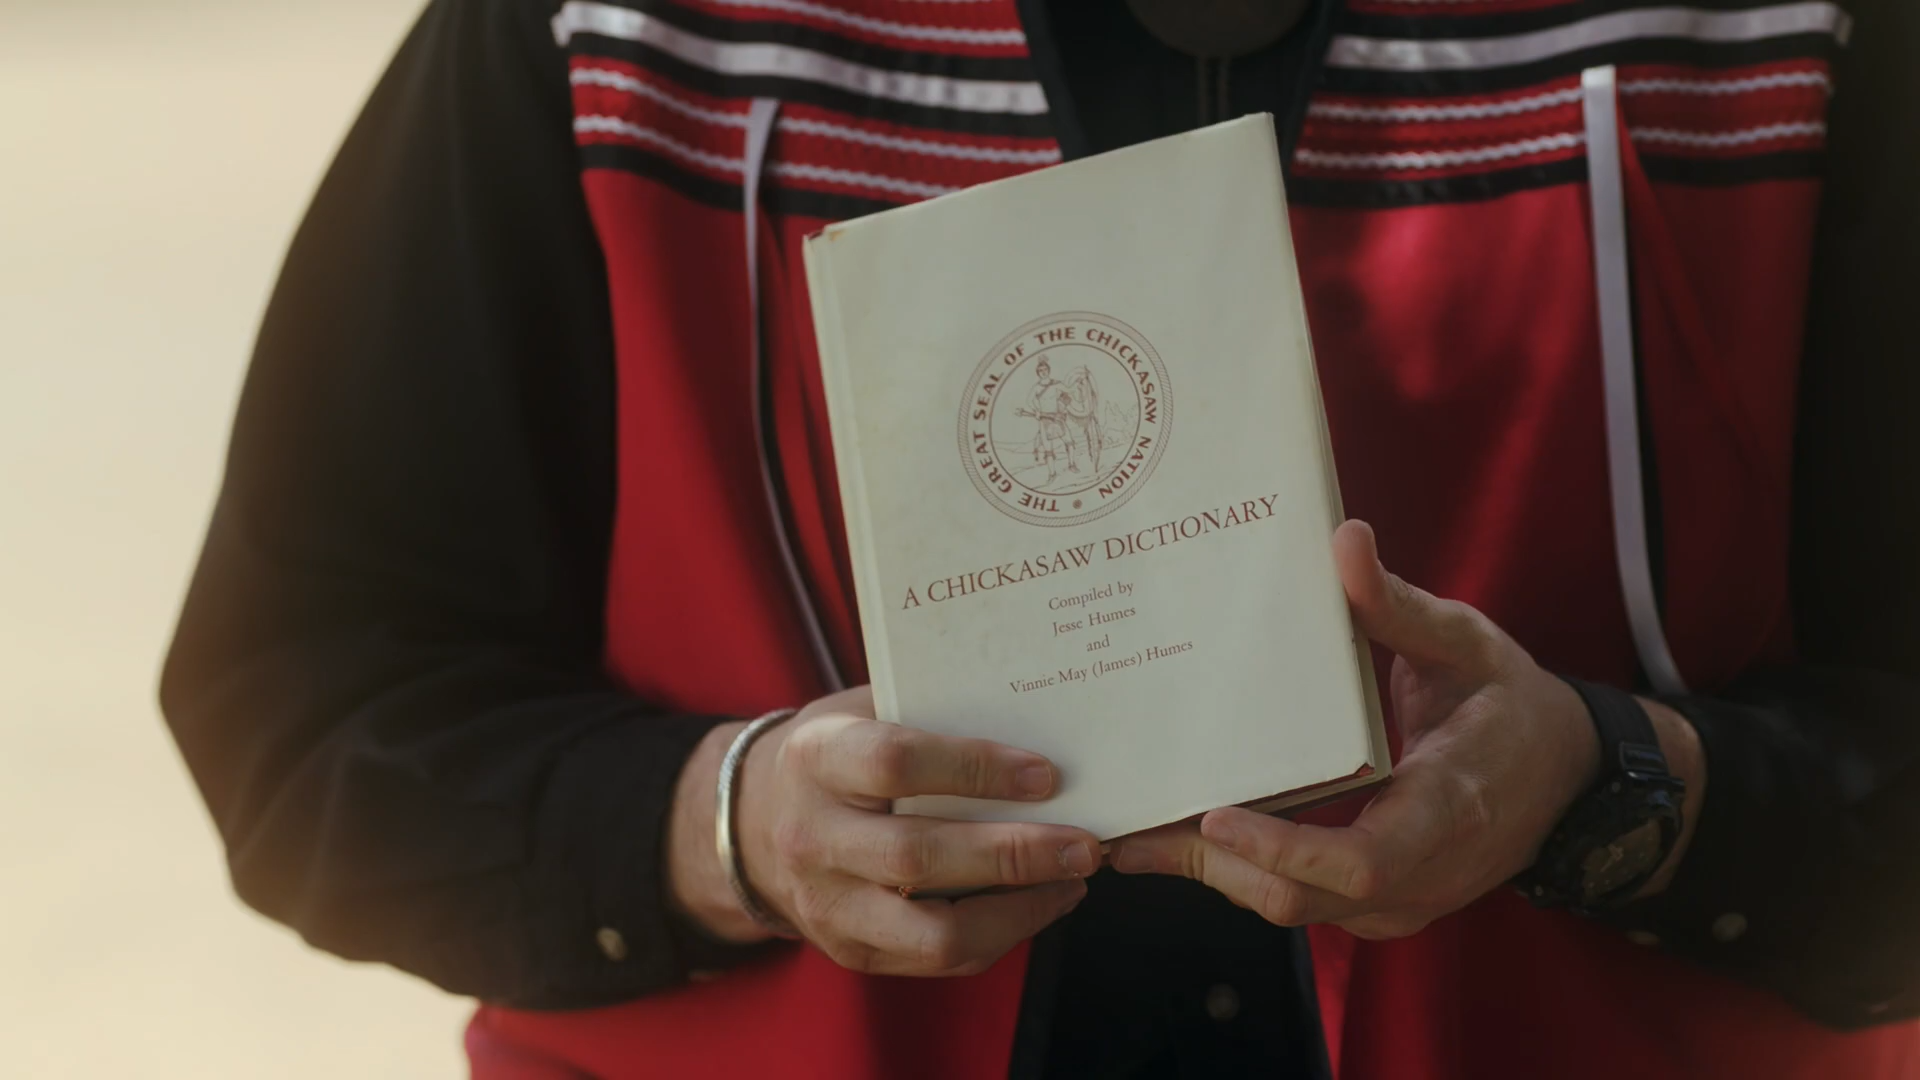 THE GREAT SEAL OF THE CHICKASAW NATION
A CHICKASAW DICTIONARY
Compiled by
Jesse Humes
and
Vinnie May (James) Humes